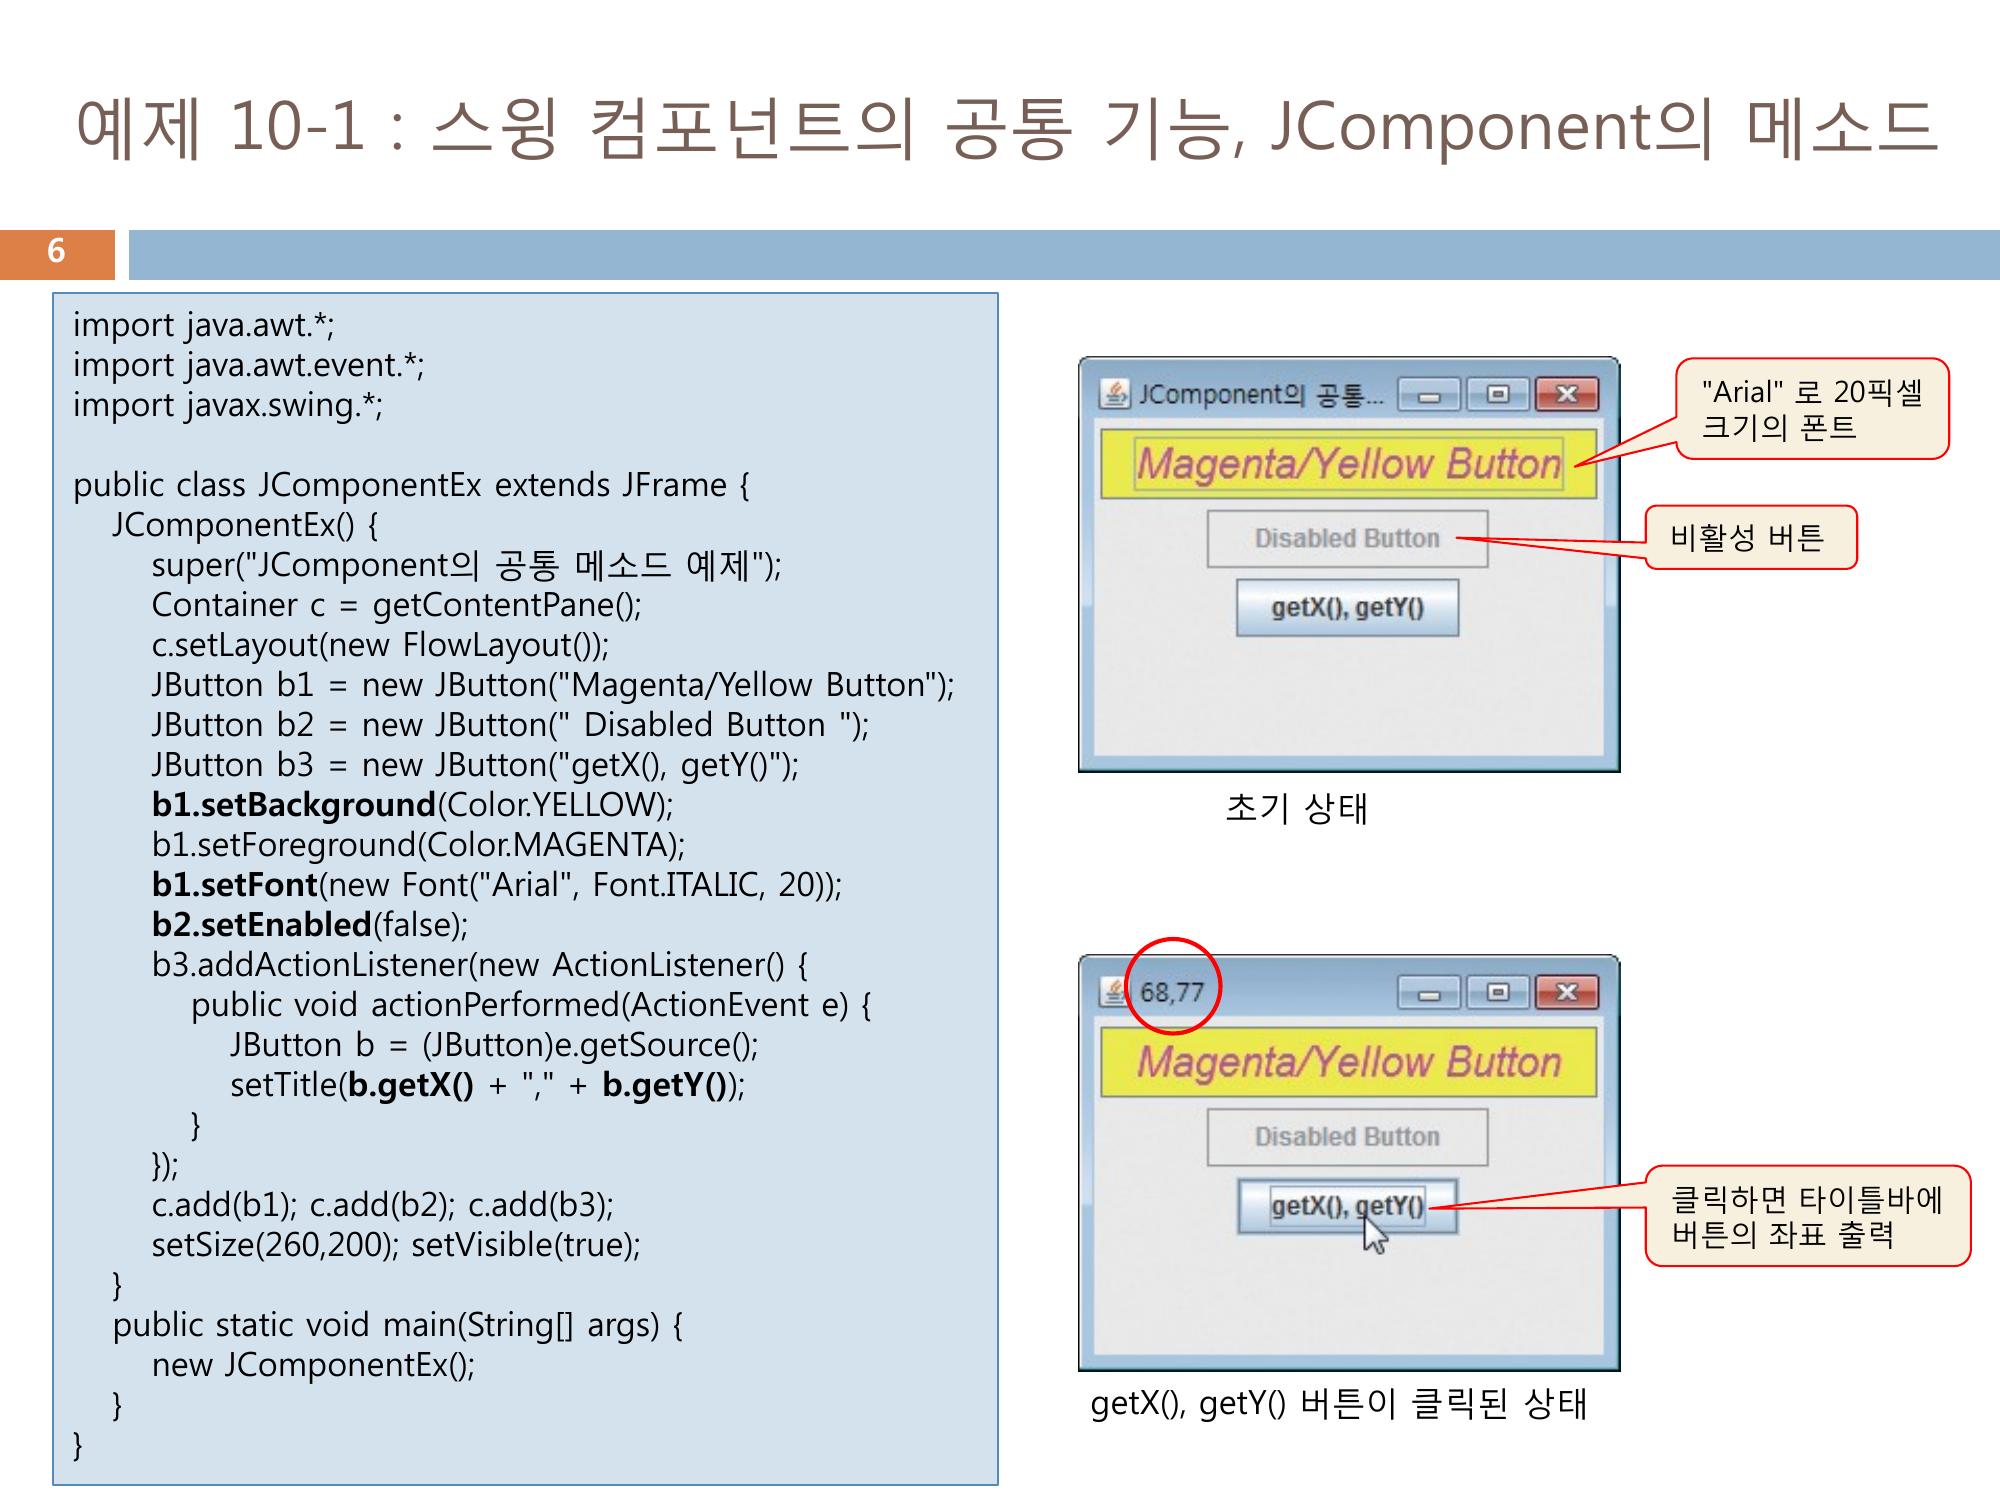 예제 10-1 : 스윙 컴포넌트의 공통 기능, JComponent의 메소드
6
import java.awt.*;
import java.awt.event.*;
import javax.swing.*;
public class JComponentEx extends JFrame {
JComponentEx() {
super("JComponent의 공통 메소드 예제");
Container c = getContentPane();
c.setLayout(new FlowLayout());
JButton b1 = new JButton("Magenta/Yellow Button");
JButton b2 = new JButton(" Disabled Button ");
JButton b3 = new JButton("getX(), getY()");
b1.setBackground(Color.YELLOW);
b1.setForeground(Color.MAGENTA);
b1.setFont(new Font("Arial", Font.ITALIC, 20));
b2.setEnabled(false);
b3.addActionListener(new ActionListener() {
public void actionPerformed(ActionEvent e) {
JButton b = (JButton)e.getSource();
setTitle(b.getX() + "," + b.getY());
}
});
c.add(b1); c.add(b2); c.add(b3);
setSize(260,200); setVisible(true);
}
public static void main(String[] args) {
new JComponentEx();
}
}
JComponent의 공통...
Magenta/Yellow Button
Disabled Button
getX(), getY()
"Arial" 로 20픽셀
크기의 폰트
비활성 버튼
초기 상태
68,77
Magenta/Yellow Button
Disabled Button
getX(), getY()
클릭하면 타이틀바에
버튼의 좌표 출력
getX(), getY() 버튼이 클릭된 상태